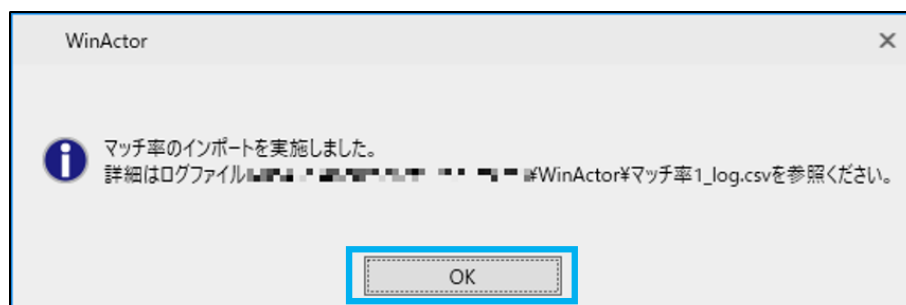 WinActor
マッチ率のインポートを実施しました。
詳細はログファイル¥WinActor¥マッチ率1_log.csvを参照ください。
OK